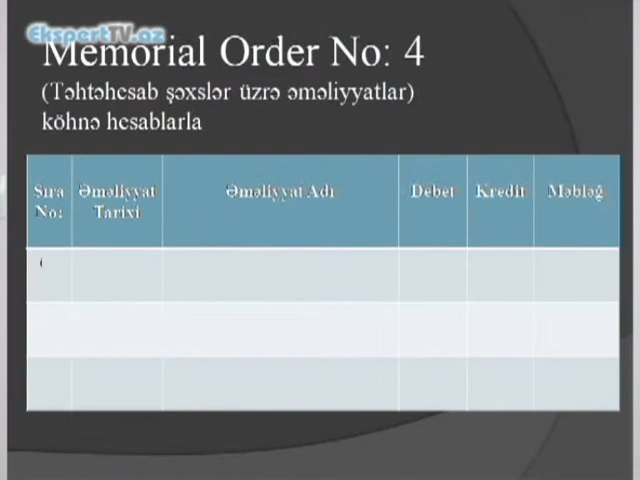 EkspertTV.az
Memorial Order No: 4
(Təhtəhesab şəxslər üzrə əməliyyatlar)
köhnə hesablarla
Sıra No: Əməliyyat Tarixi Əməliyyat Adı Debet Kredit Məbləğ